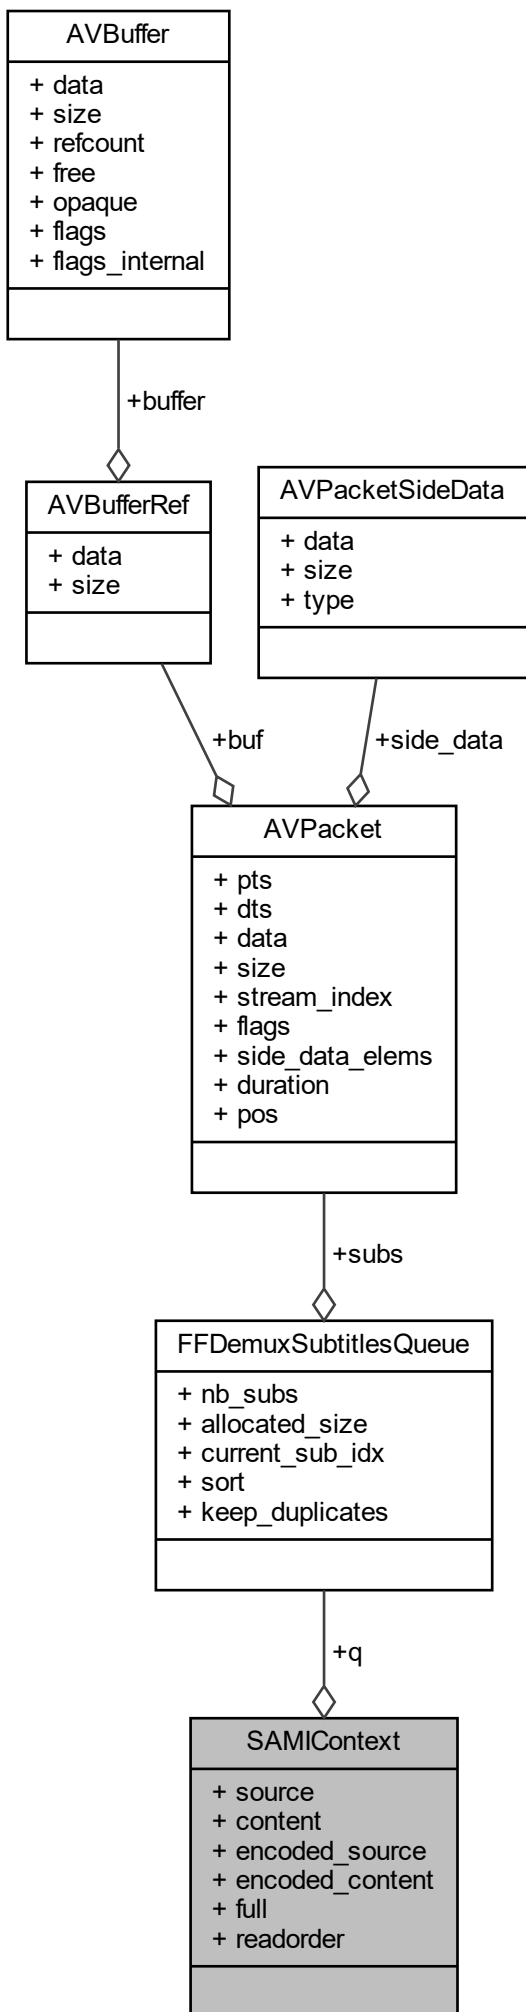 AVBuffer
+ data
+ size
+ refcount
+ free
+ opaque
+ flags
+ flags_internal
+buffer
AVBufferRef
+ data
+ size
AVPacketSideData
+ data
+ size
+ type
+buf
+side_data
AVPacket
+ pts
+ dts
+ data
+ size
+ stream_index
+ flags
+ side_data_elems
+ duration
+ pos
+subs
FFDemuxSubtitlesQueue
+ nb_subs
+ allocated_size
+ current_sub_idx
+ sort
+ keep_duplicates
+q
SAMIContext
+ source
+ content
+ encoded_source
+ encoded_content
+ full
+ readorder